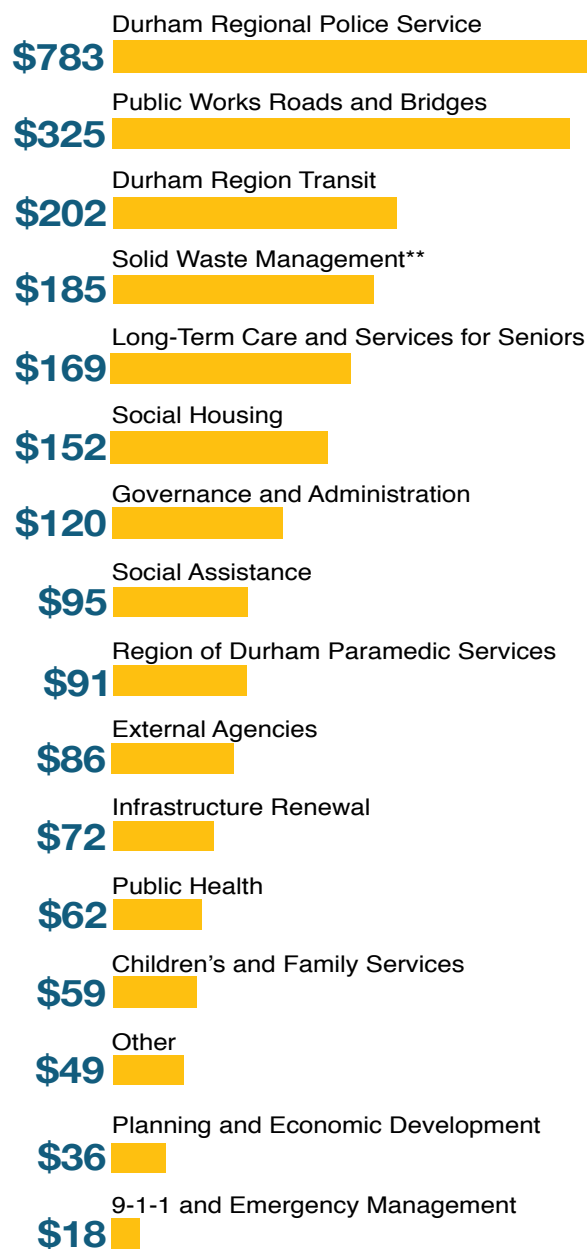 Durham Regional Police Service
$783
Public Works Roads and Bridges
$325
Durham Region Transit
$202
Solid Waste Management**
$185
Long-Term Care and Services for Seniors
$169
Social Housing
$152
Governance and Administration
$120
Social Assistance
$95
Region of Durham Paramedic Services
$91
External Agencies
$86
Infrastructure Renewal
$72
Public Health
$62
Children’s and Family Services
$59
Other
$49
Planning and Economic Development
$36
9-1-1 and Emergency Management
$18